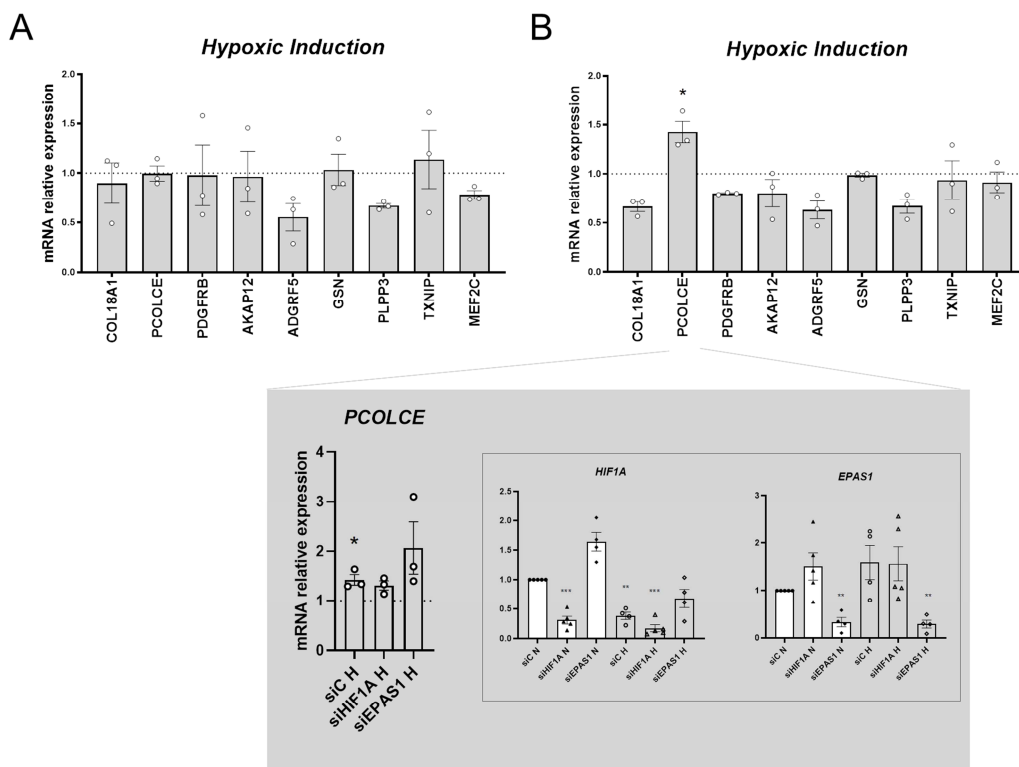 A
Hypoxic Induction
mRNA relative expression
2.0
1.5
1.0
0.5
0.0
COL18A1
PCOLCE
PDGFRB
AKAP12
ADGRF5
GSN
PLPP3
TXNIP
MEF2C
B
Hypoxic Induction
mRNA relative expression
2.0
1.5
1.0
0.5
0.0
*
COL18A1
PCOLCE
PDGFRB
AKAP12
ADGRF5
GSN
PLPP3
TXNIP
MEF2C
PCOLCE
mRNA relative expression
4
3
2
1
0
*
siC H
siHIF1A H
siEPAS1 H
HIF1A
2.5
2.0
1.5
1.0
0.5
0.0
***
**
***
siC N
siHIF1A N
siEPAS1 N
siC H
siHIF1A H
siEPAS1 H
EPAS1
3
2
1
0
**
**
siC N
siHIF1A N
siEPAS1 N
siC H
siHIF1A H
siEPAS1 H